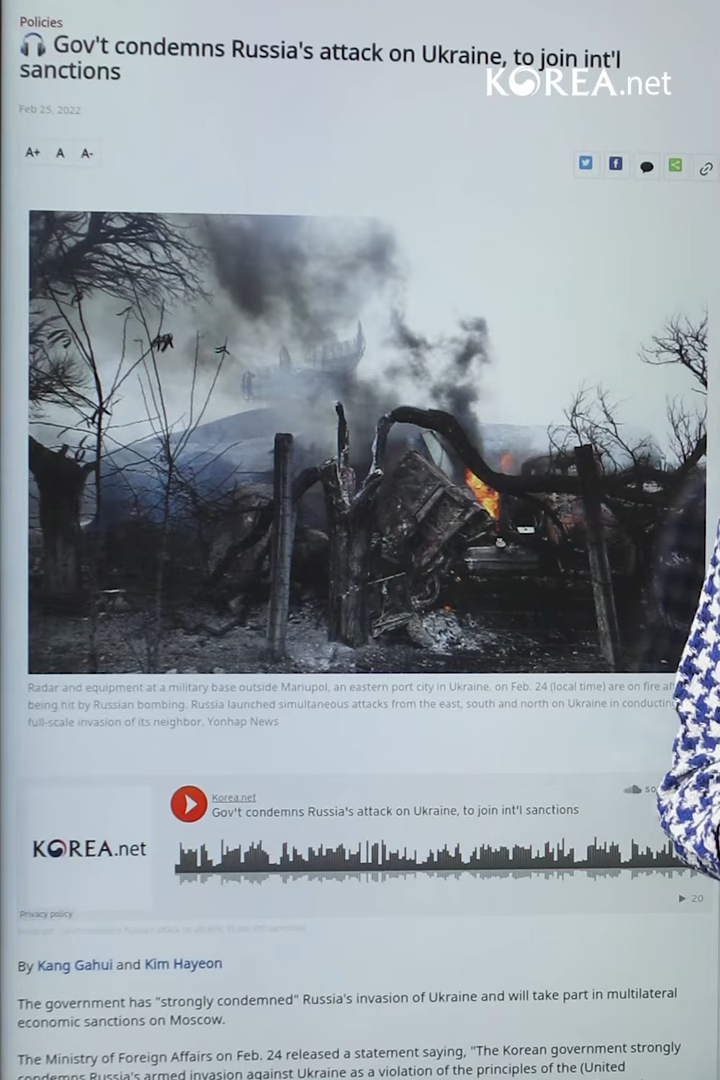 Policies
Gov't condemns Russia's attack on Ukraine, to join int'l
sanctions
KOREA.net
Feb 25, 2022
A+ A A-
Radar and equipment at a military base outside Mariupol, an eastern port city in Ukraine. on Feb. 24 (local time) are on fire af
being hit by Russian bombing. Russia launched simultaneous attacks from the east, south and north on Ukraine in conducting
full-scale invasion of its neighbor. Yonhap News
Korea.net
Gov't condemns Russia's attack on Ukraine, to join int'l sanctions
KOREA.net
20
Privacy policy
By Kang Gahui and Kim Hayeon
The government has "strongly condemned" Russia's invasion of Ukraine and will take part in multilateral
economic sanctions on Moscow.
The Ministry of Foreign Affairs on Feb. 24 released a statement saying, "The Korean government strongly
condemns Russia's armed invasion against Ukraine as a violation of the principles of the (United